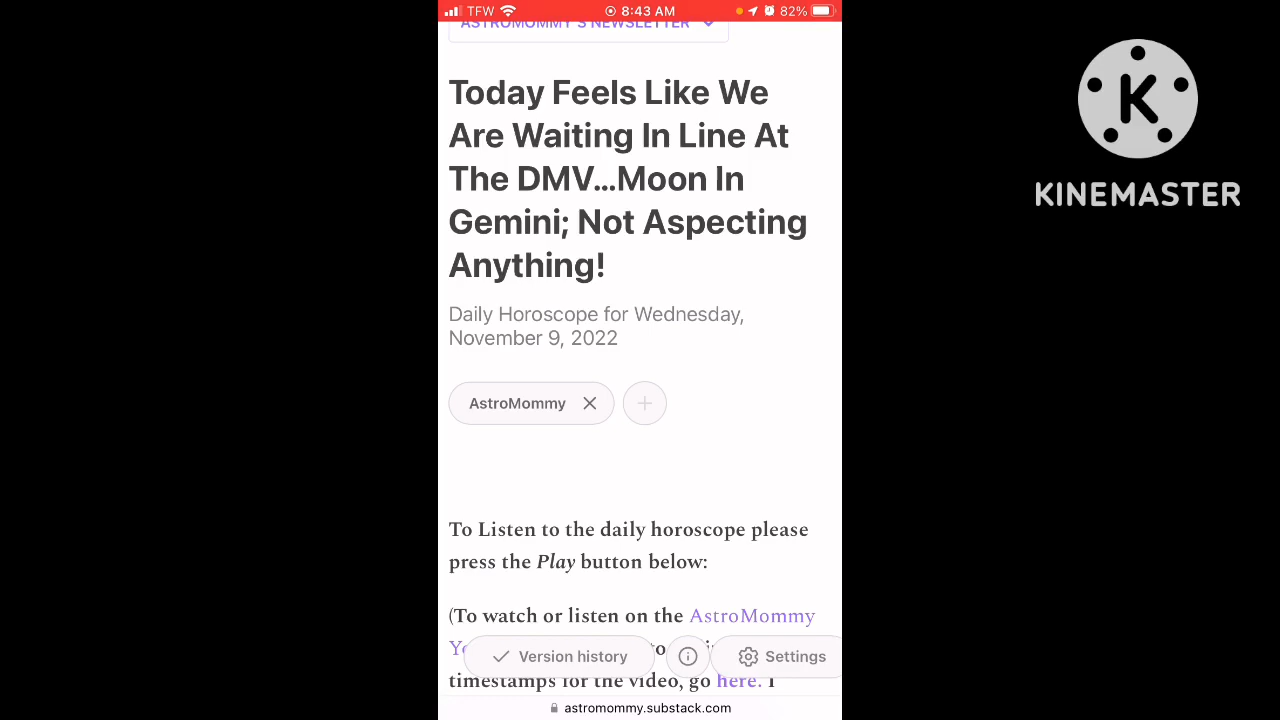 TFW 8:43 AM 82%
ASTROMOMMY'S NEWSLETTER
Today Feels Like We
Are Waiting In Line At
The DMV...Moon In
Gemini; Not Aspecting
Anything!
Daily Horoscope for Wednesday,
November 9, 2022
AstroMommy
To Listen to the daily horoscope please
press the Play button below:
(To watch or listen on the AstroMommy
Version history
Settings
timestamps for the video, go here. I
astromommy.substack.com
K
KINEMASTER